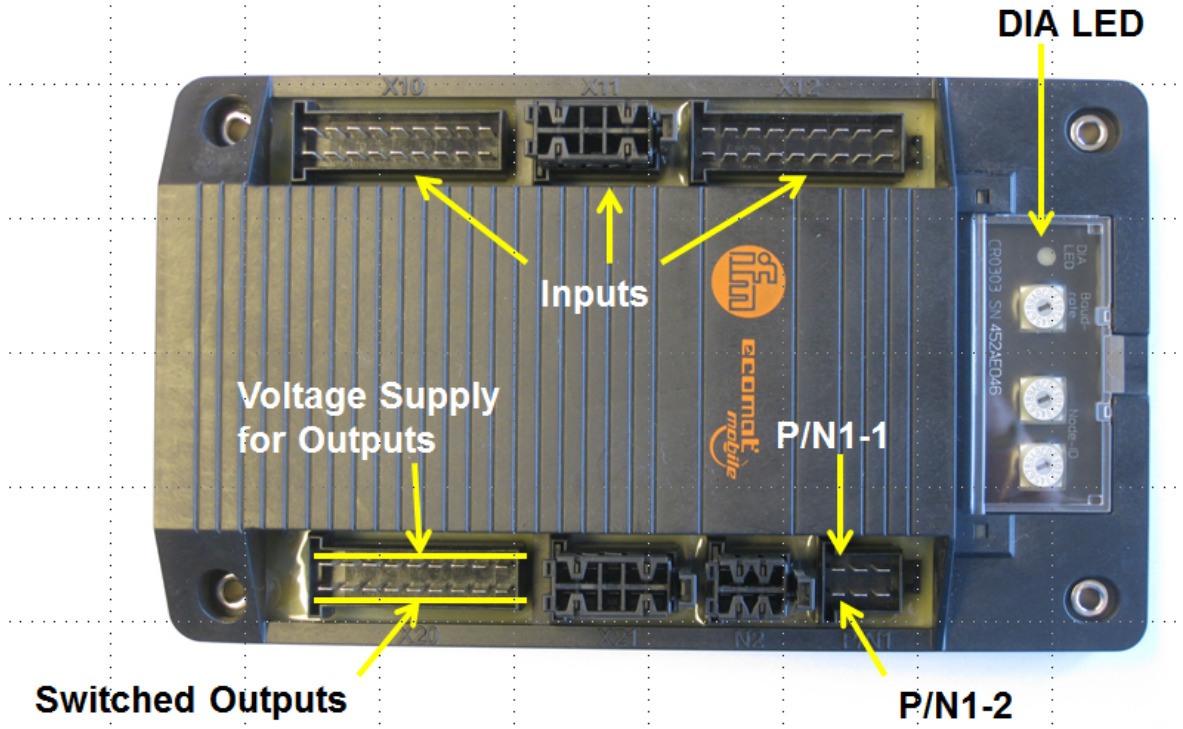 DIA LED
X10
X11
X12
DIA
LED
Baud-
rate
CR0303 SN 452AE046
Inputs
ifm
ecomat
mobile
Node-ID
Voltage Supply
for Outputs
P/N1-1
X20
X21
N2
P/N1
Switched Outputs
P/N1-2